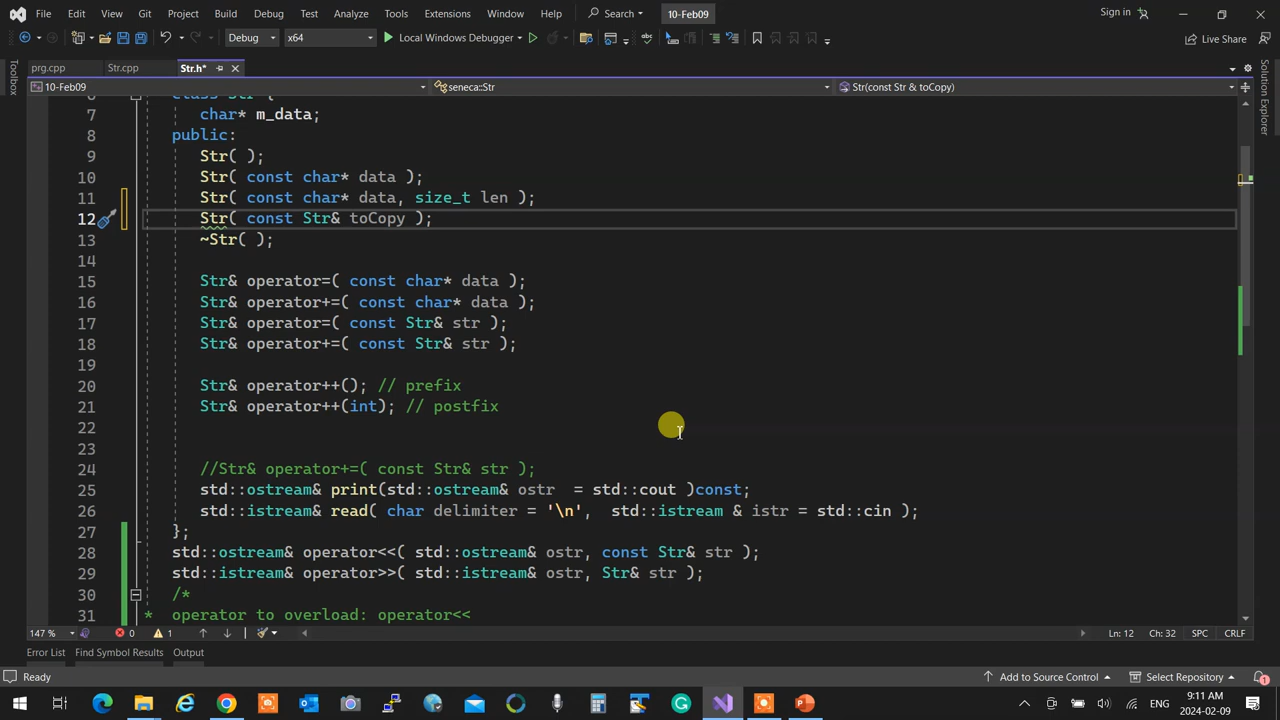 File Edit View Git Project Build Debug Test Analyze Tools Extensions Window Help Search 10-Feb09 Sign in
Debug x64 Local Windows Debugger Live Share
prg.cpp Str.cpp Str.h*
10-Feb09 seneca::Str Str(const Str & toCopy)
Toolbox
Solution Explorer
7 char* m_data;
8 public:
9 Str( );
10 Str( const char* data );
11 Str( const char* data, size_t len );
12 Str( const Str& toCopy );
13 ~Str( );
14
15 Str& operator=( const char* data );
16 Str& operator+=( const char* data );
17 Str& operator=( const Str& str );
18 Str& operator+=( const Str& str );
19
20 Str& operator++(); // prefix
21 Str& operator++(int); // postfix
22
23
24 //Str& operator+=( const Str& str );
25 std::ostream& print(std::ostream& ostr = std::cout )const;
26 std::istream& read( char delimiter = '\n', std::istream & istr = std::cin );
27 };
28 std::ostream& operator<<( std::ostream& ostr, const Str& str );
29 std::istream& operator>>( std::istream& ostr, Str& str );
30 /*
31 * operator to overload: operator<<
147 % 0 1 Ln: 12 Ch: 32 SPC CRLF
Error List Find Symbol Results Output
Ready Add to Source Control Select Repository 1
ENG 9:11 AM
2024-02-09